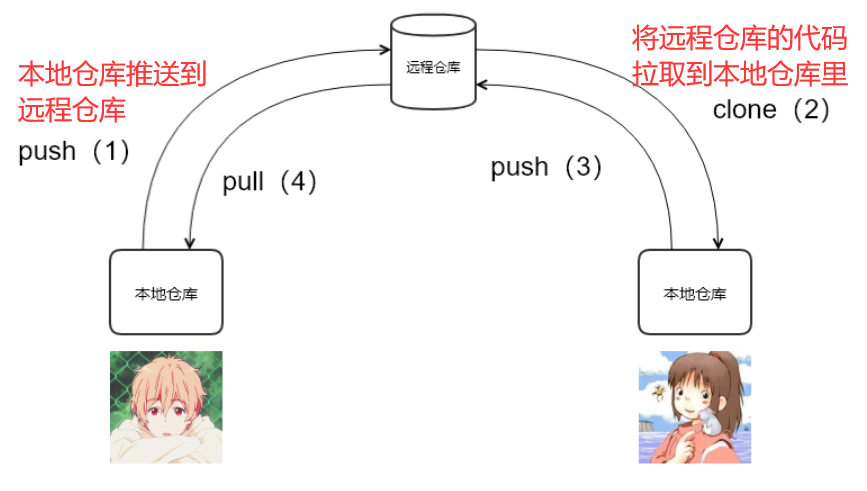 远程仓库
将远程仓库的代码
拉取到本地仓库里
clone（2）
本地仓库推送到
远程仓库
push（1）
pull（4）
push（3）
本地仓库
本地仓库